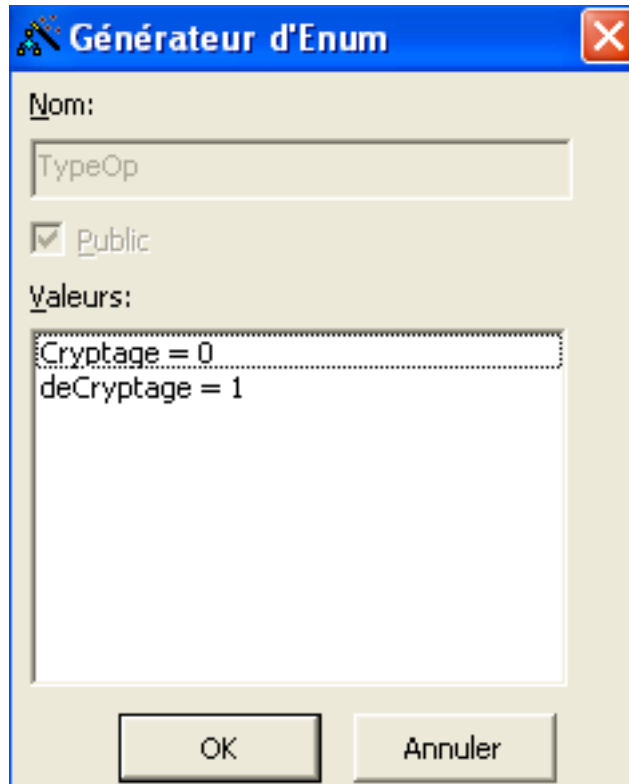 Générateur d'Enum
Nom:
TypeOp
Public
Valeurs:
Cryptage = 0
deCryptage = 1
OK
Annuler